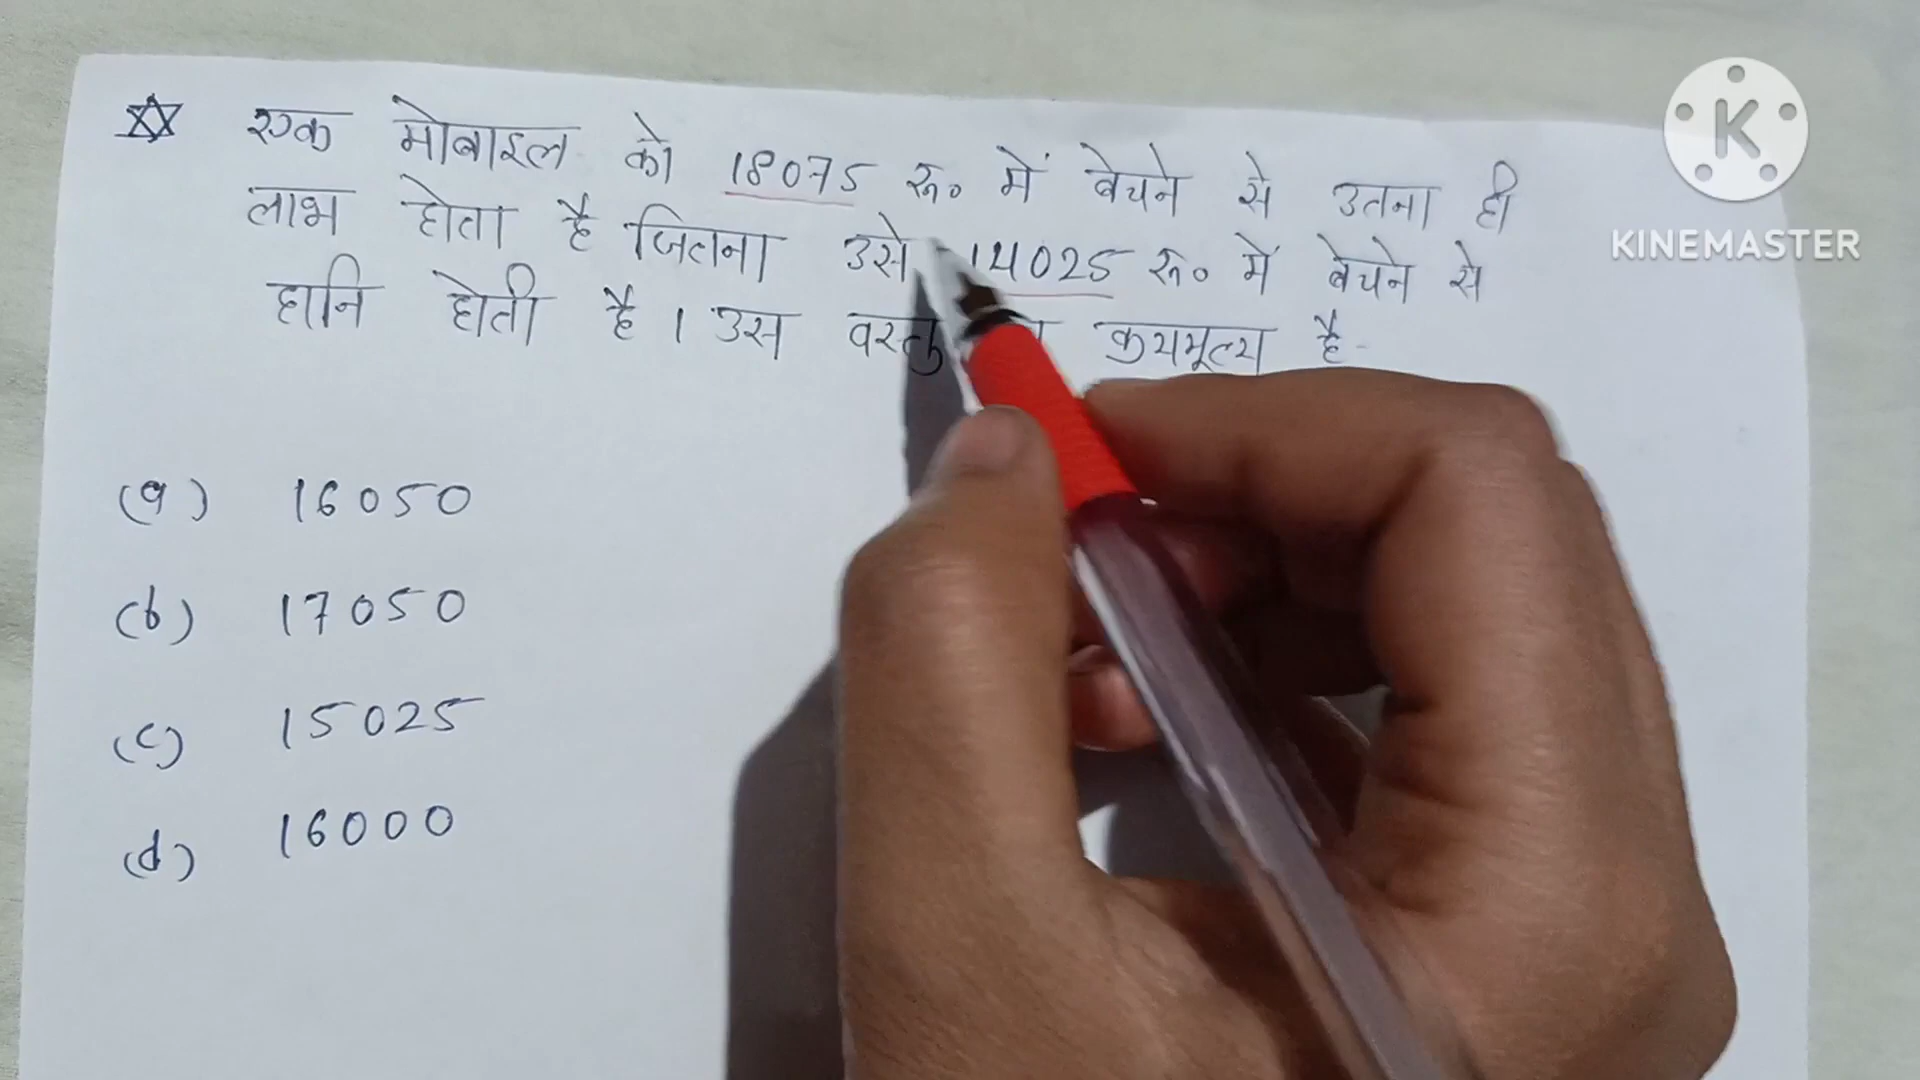 एक मोबाइल को 18075 रू० में बेचने से उतना ही
लाभ होता है जितना उसे 14025 रू० में बेचने से
हानि होती है । उस वस्तु क्रयमूल्य है-
(a) 16050
(b) 17050
(c) 15025
(d) 16000
K
KINEMASTER